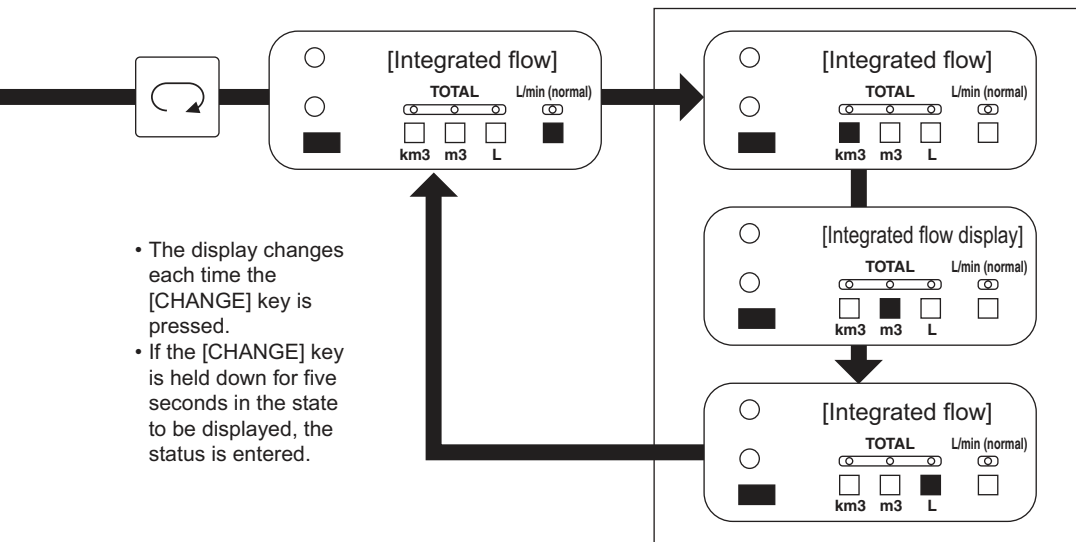 [Integrated flow]
TOTAL L/min (normal)
km3 m3 L
[Integrated flow]
TOTAL L/min (normal)
km3 m3 L
[Integrated flow display]
TOTAL L/min (normal)
km3 m3 L
[Integrated flow]
TOTAL L/min (normal)
km3 m3 L
• The display changes
each time the
[CHANGE] key is
pressed.
• If the [CHANGE] key
is held down for five
seconds in the state
to be displayed, the
status is entered.